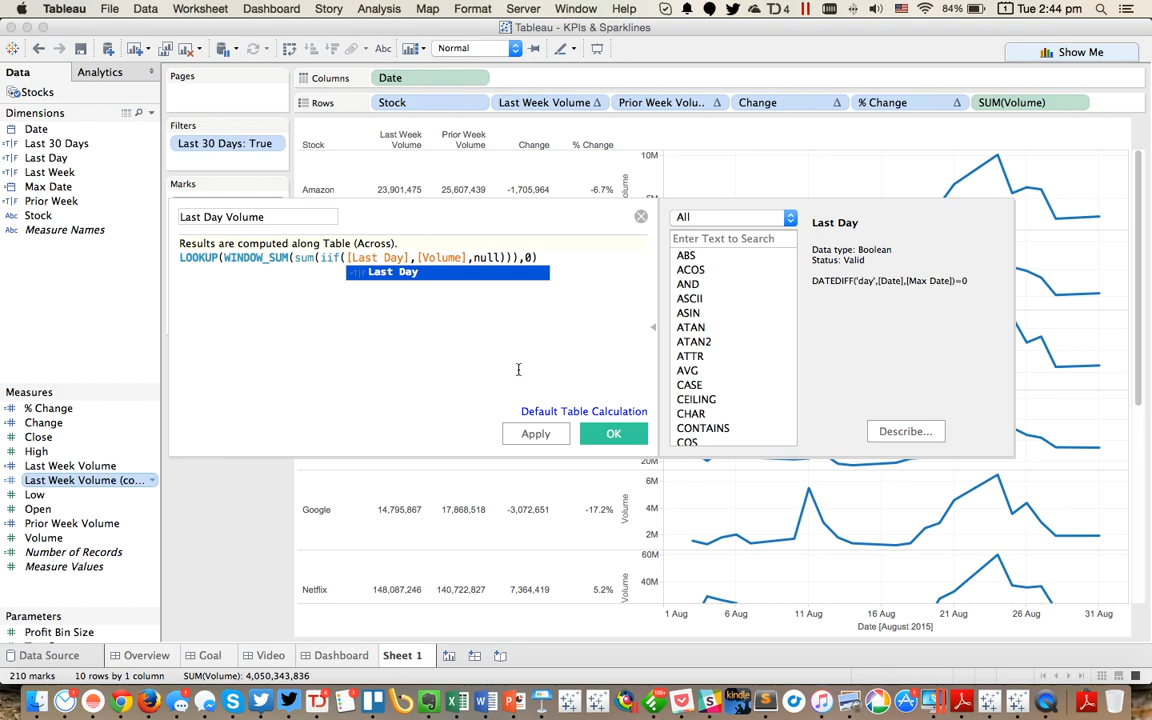 Tableau File Data Worksheet Dashboard Story Analysis Map Format Server Window Help 4 84% Tue 2:44 pm
Tableau - KPIs & Sparklines
Abc Normal Show Me
Data Analytics
Stocks
Dimensions
Date
Last 30 Days
Last Day
Last Week
Max Date
Prior Week
Abc Stock
Abc Measure Names
Measures
% Change
Change
Close
High
Last Week Volume
Last Week Volume (co...
Low
Open
Prior Week Volume
Volume
Number of Records
Measure Values
Parameters
Profit Bin Size
Pages
Filters
Last 30 Days: True
Marks
Columns Date
Rows Stock Last Week Volume Δ Prior Week Volu.. Δ Change Δ % Change Δ SUM(Volume)
Stock Last Week Volume Prior Week Volume Change % Change
Amazon 23,901,475 25,607,439 -1,705,964 -6.7%
10M
Last Day Volume
Results are computed along Table (Across).
LOOKUP(WINDOW_SUM(sum(iif([Last Day],[Volume],null))),0)
T|F Last Day
Default Table Calculation
Apply OK
All
Enter Text to Search
ABS
ACOS
AND
ASCII
ASIN
ATAN
ATAN2
ATTR
AVG
CASE
CEILING
CHAR
CONTAINS
COS
Last Day
Data type: Boolean
Status: Valid
DATEDIFF('day',[Date],[Max Date])=0
Describe...
20M
Google 14,795,867 17,868,518 -3,072,651 -17.2%
Volume
6M
4M
2M
Netflix 148,087,246 140,722,827 7,364,419 5.2%
Volume
60M
40M
1 Aug 6 Aug 11 Aug 16 Aug 21 Aug 26 Aug 31 Aug
Date [August 2015]
Data Source Overview Goal Video Dashboard Sheet 1
210 marks 10 rows by 1 column SUM(Volume): 4,050,343,836